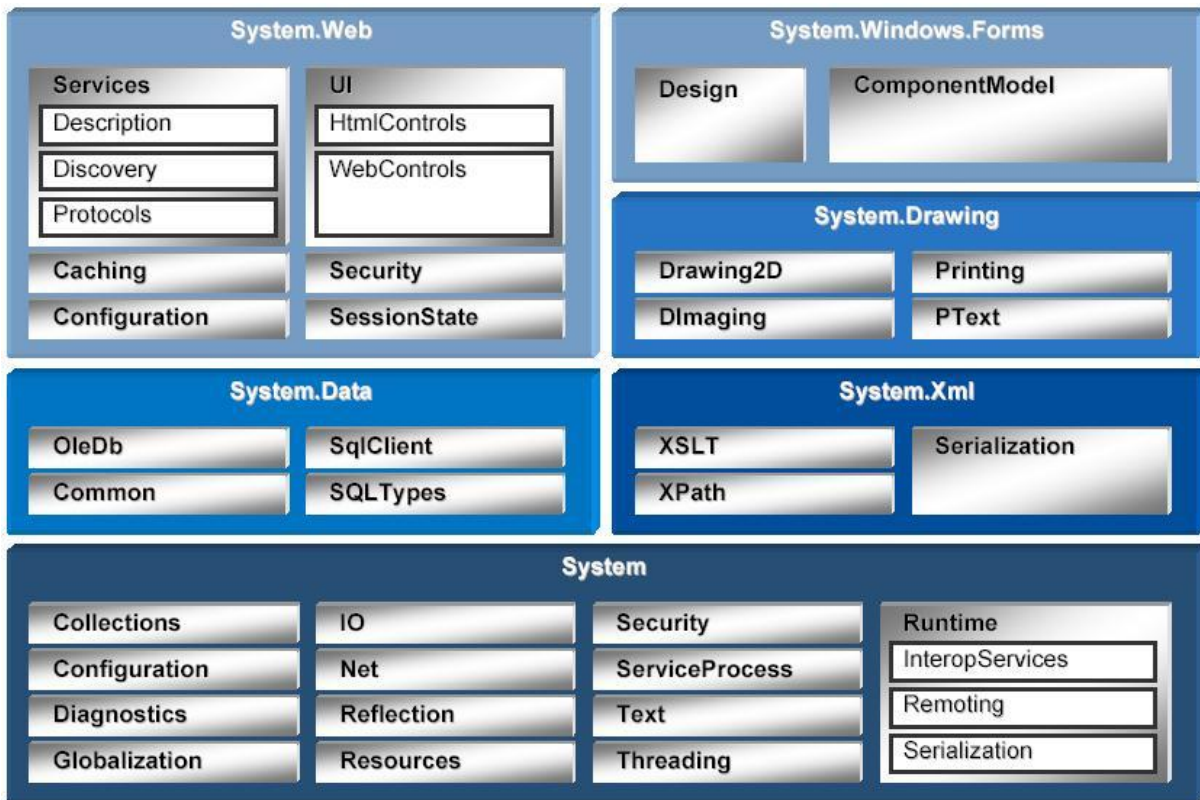 System.Web
Services
Description
Discovery
Protocols
UI
HtmlControls
WebControls
Caching
Security
Configuration
SessionState
System.Windows.Forms
Design
ComponentModel
System.Drawing
Drawing2D
Printing
DImaging
PText
System.Data
OleDb
SqlClient
Common
SQLTypes
System.Xml
XSLT
Serialization
XPath
System
Collections
IO
Security
Configuration
Net
ServiceProcess
Diagnostics
Reflection
Text
Globalization
Resources
Threading
Runtime
InteropServices
Remoting
Serialization